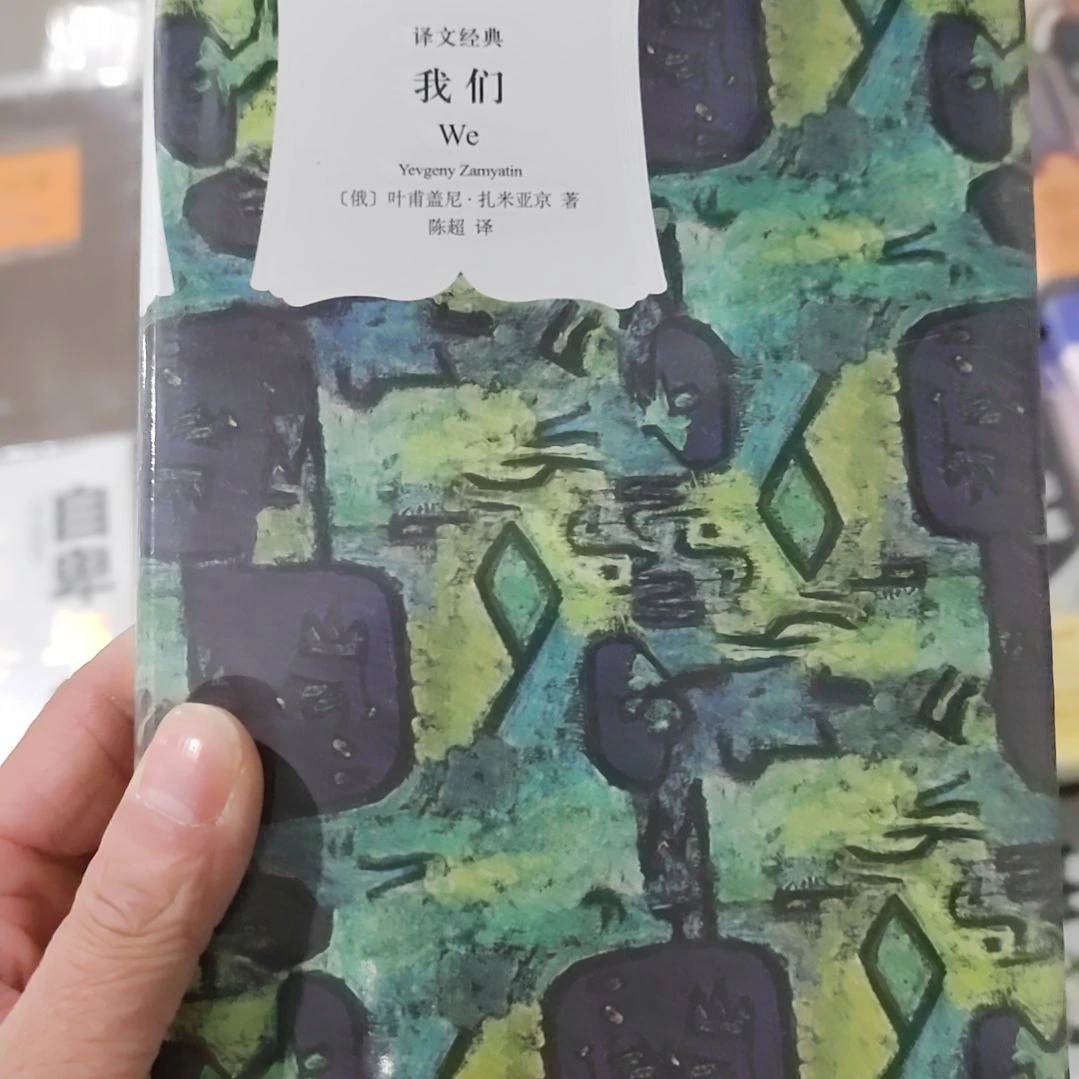 译文经典
我们
We
Yevgeny Zamyatin
〔俄〕叶甫盖尼·扎米亚京 著
陈超 译
自卑